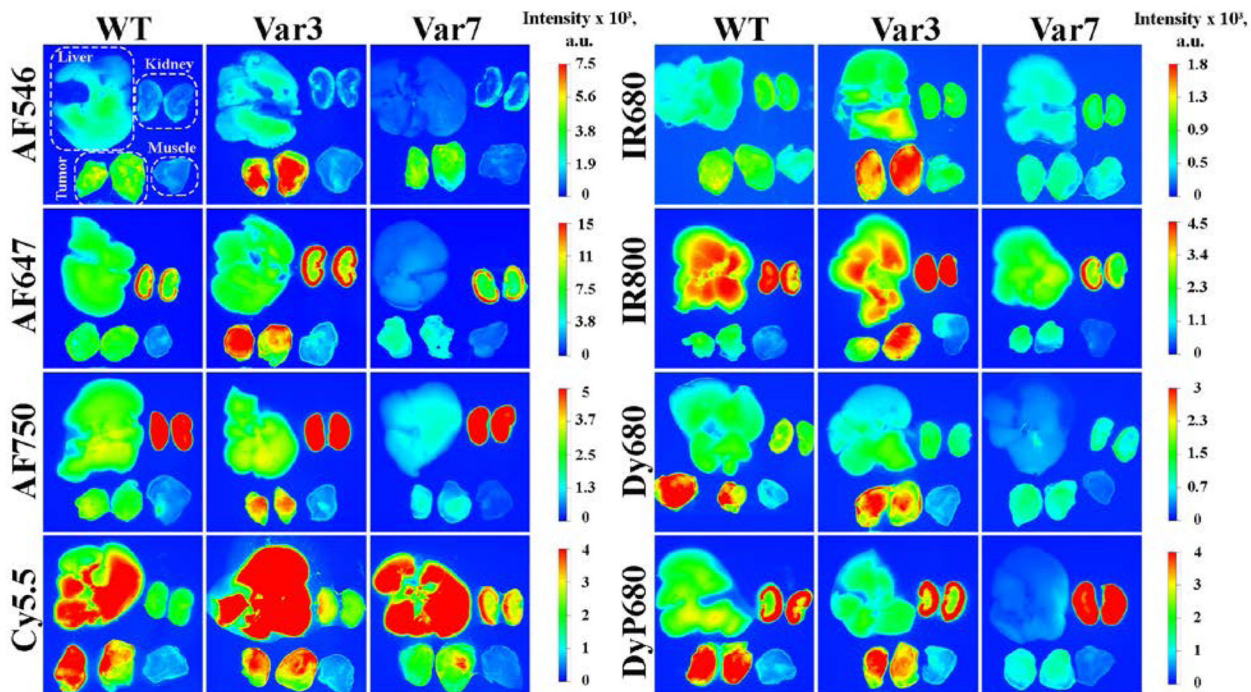 WT Var3 Var7 Intensity x 10³, a.u.
WT Var3 Var7 Intensity x 10³, a.u.
AF546
Liver
Kidney
Tumor
Muscle
7.5
5.6
3.8
1.9
0
IR680
1.8
1.5
0.9
0.5
0
AF647
15
11
7.5
3.8
0
IR800
4.5
3.4
2.3
1.1
0
AF750
5
3.7
2.5
1.3
0
Dy680
3
2.3
1.5
0.7
0
Cy5.5
4
3
2
1
0
DyP680
4
3
2
1
0